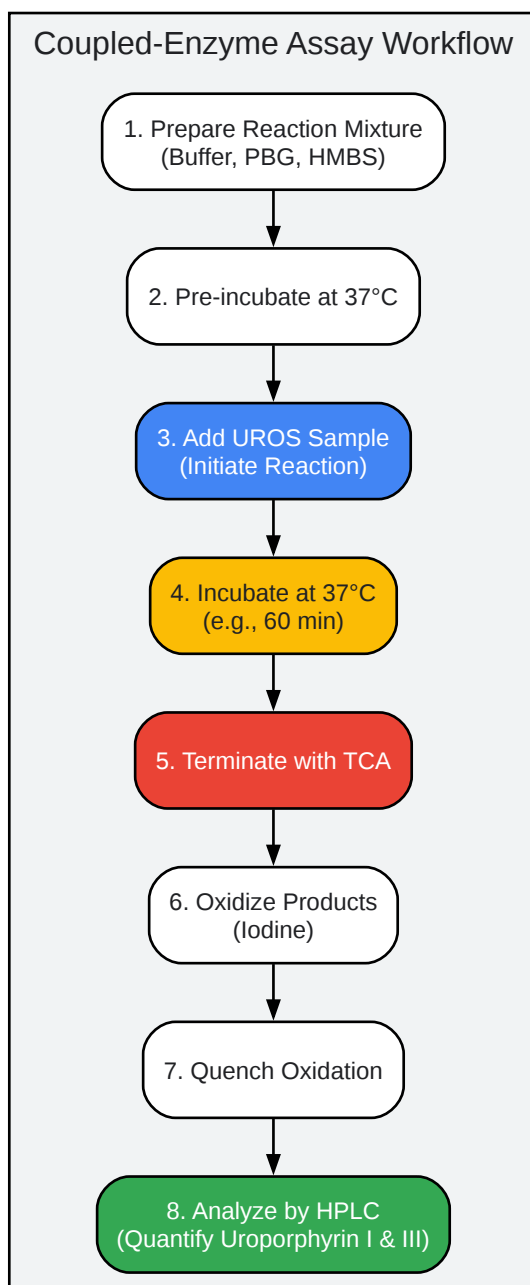 Coupled-Enzyme Assay Workflow
1. Prepare Reaction Mixture
(Buffer, PBG, HMBS)
2. Pre-incubate at 37°C
3. Add UROS Sample
(Initiate Reaction)
4. Incubate at 37°C
(e.g., 60 min)
5. Terminate with TCA
6. Oxidize Products
(Iodine)
7. Quench Oxidation
8. Analyze by HPLC
(Quantify Uroporphyrin I & III)